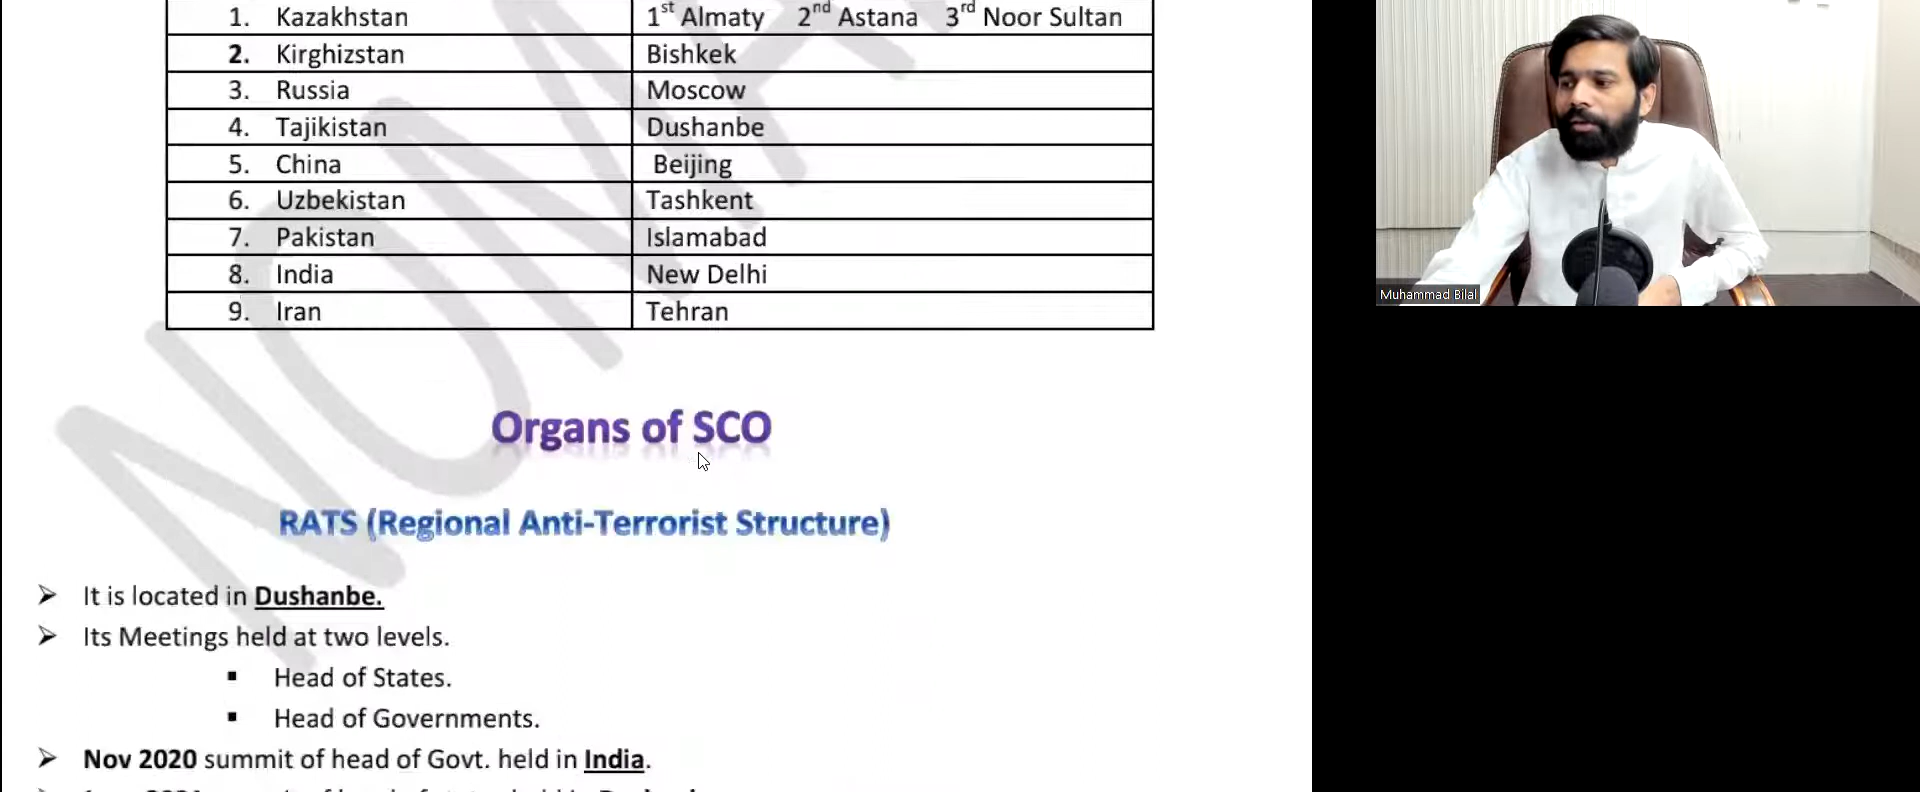 1. Kazakhstan 1st Almaty 2nd Astana 3rd Noor Sultan
2. Kirghizstan Bishkek
3. Russia Moscow
4. Tajikistan Dushanbe
5. China Beijing
6. Uzbekistan Tashkent
7. Pakistan Islamabad
8. India New Delhi
9. Iran Tehran
Organs of SCO
RATS (Regional Anti-Terrorist Structure)
➢ It is located in Dushanbe.
➢ Its Meetings held at two levels.
▪ Head of States.
▪ Head of Governments.
➢ Nov 2020 summit of head of Govt. held in India.
Muhammad Bilal